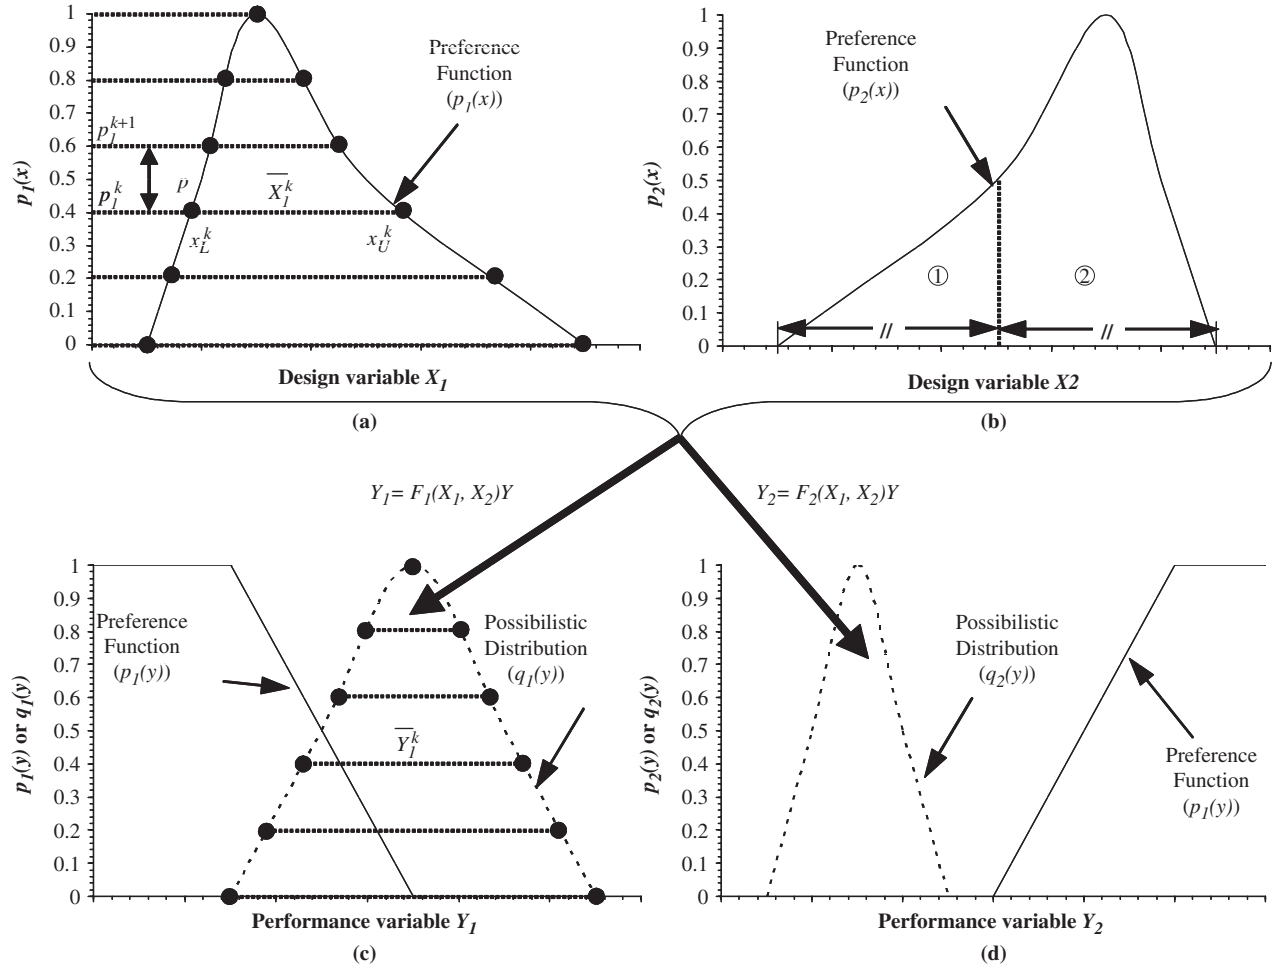 1
0.9
0.8
0.7
0.6
0.5
0.4
0.3
0.2
0.1
0
p₁(x)
p₁ᵏ⁺¹
p₁ᵏ
p
X̅₁ᵏ
x_Lᵏ
x_Uᵏ
Preference
Function
(p₁(x))
Design variable X₁
(a)
1
0.9
0.8
0.7
0.6
0.5
0.4
0.3
0.2
0.1
0
p₂(x)
Preference
Function
(p₂(x))
①
②
//
//
Design variable X2
(b)
Y₁= F₁(X₁, X₂)Y
Y₂= F₂(X₁, X₂)Y
1
0.9
0.8
0.7
0.6
0.5
0.4
0.3
0.2
0.1
0
p₁(y) or q₁(y)
Preference
Function
(p₁(y))
Possibilistic
Distribution
(q₁(y))
Y̅₁ᵏ
Performance variable Y₁
(c)
1
0.9
0.8
0.7
0.6
0.5
0.4
0.3
0.2
0.1
0
p₂(y) or q₂(y)
Possibilistic
Distribution
(q₂(y))
Preference
Function
(p₁(y))
Performance variable Y₂
(d)